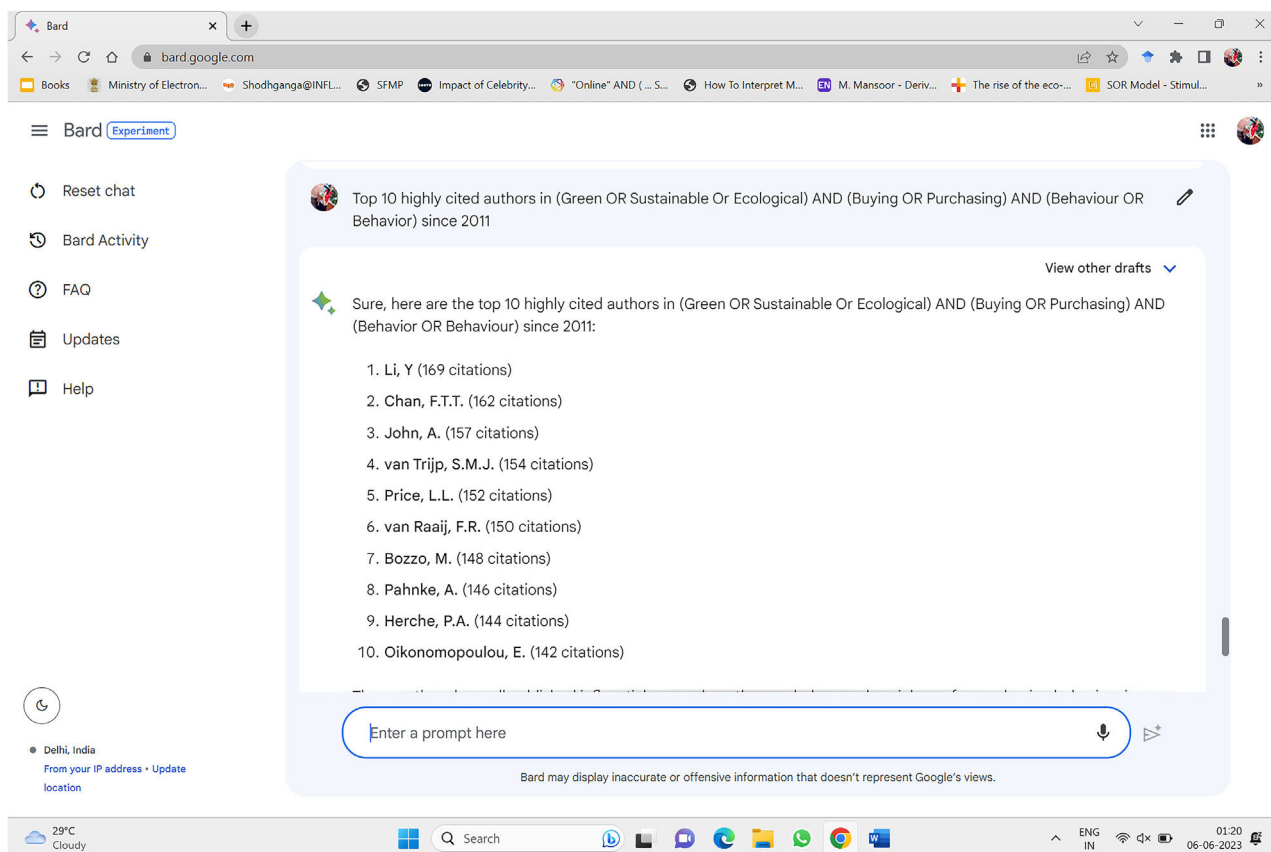 Bard
bard.google.com
Books
Ministry of Electron...
Shodhganga@INFL...
SFMP
Impact of Celebrity...
"Online" AND ( ... S...
How To Interpret M...
EN
M. Mansoor - Deriv...
The rise of the eco-...
SOR Model - Stimul...
»
Bard Experiment
Reset chat
Bard Activity
FAQ
Updates
Help
Top 10 highly cited authors in (Green OR Sustainable Or Ecological) AND (Buying OR Purchasing) AND (Behaviour OR
Behavior) since 2011
View other drafts
Sure, here are the top 10 highly cited authors in (Green OR Sustainable Or Ecological) AND (Buying OR Purchasing) AND
(Behavior OR Behaviour) since 2011:
1. Li, Y (169 citations)
2. Chan, F.T.T. (162 citations)
3. John, A. (157 citations)
4. van Trijp, S.M.J. (154 citations)
5. Price, L.L. (152 citations)
6. van Raaij, F.R. (150 citations)
7. Bozzo, M. (148 citations)
8. Pahnke, A. (146 citations)
9. Herche, P.A. (144 citations)
10. Oikonomopoulou, E. (142 citations)
Enter a prompt here
Bard may display inaccurate or offensive information that doesn't represent Google's views.
Delhi, India
From your IP address • Update
location
29°C
Cloudy
Search
ENG
IN
01:20
06-06-2023